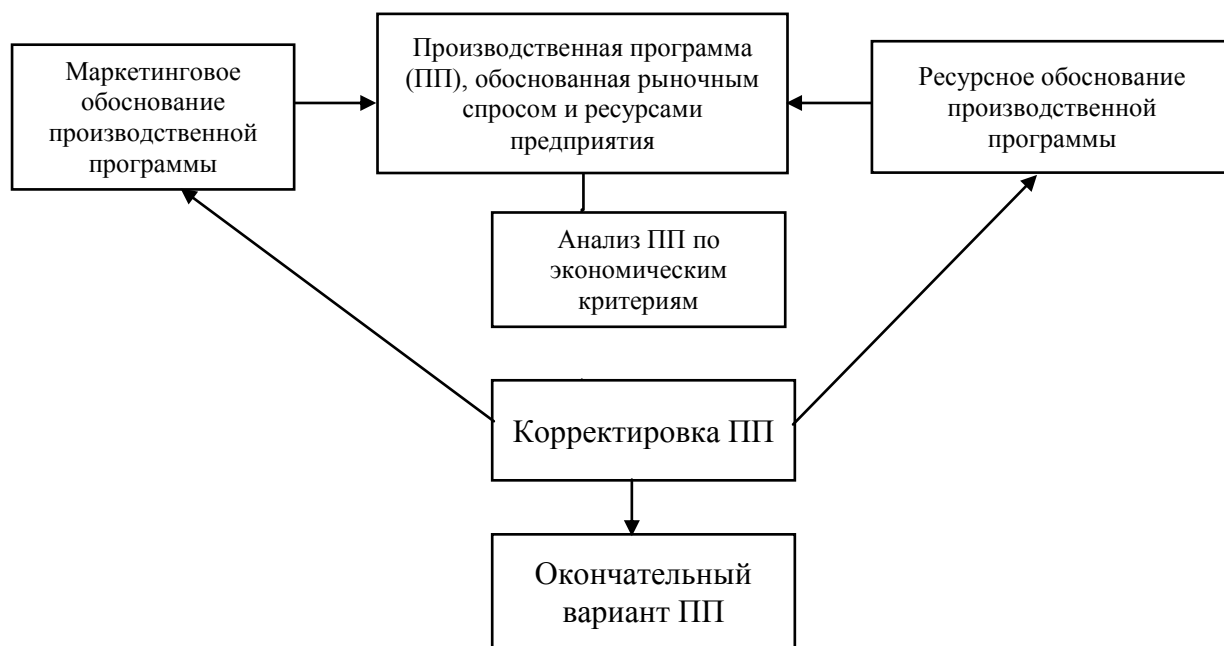 Маркетинговое
обоснование
производственной
программы
Производственная программа
(ПП), обоснованная рыночным
спросом и ресурсами
предприятия
Ресурсное обоснование
производственной
программы
Анализ ПП по
экономическим
критериям
Корректировка ПП
Окончательный
вариант ПП